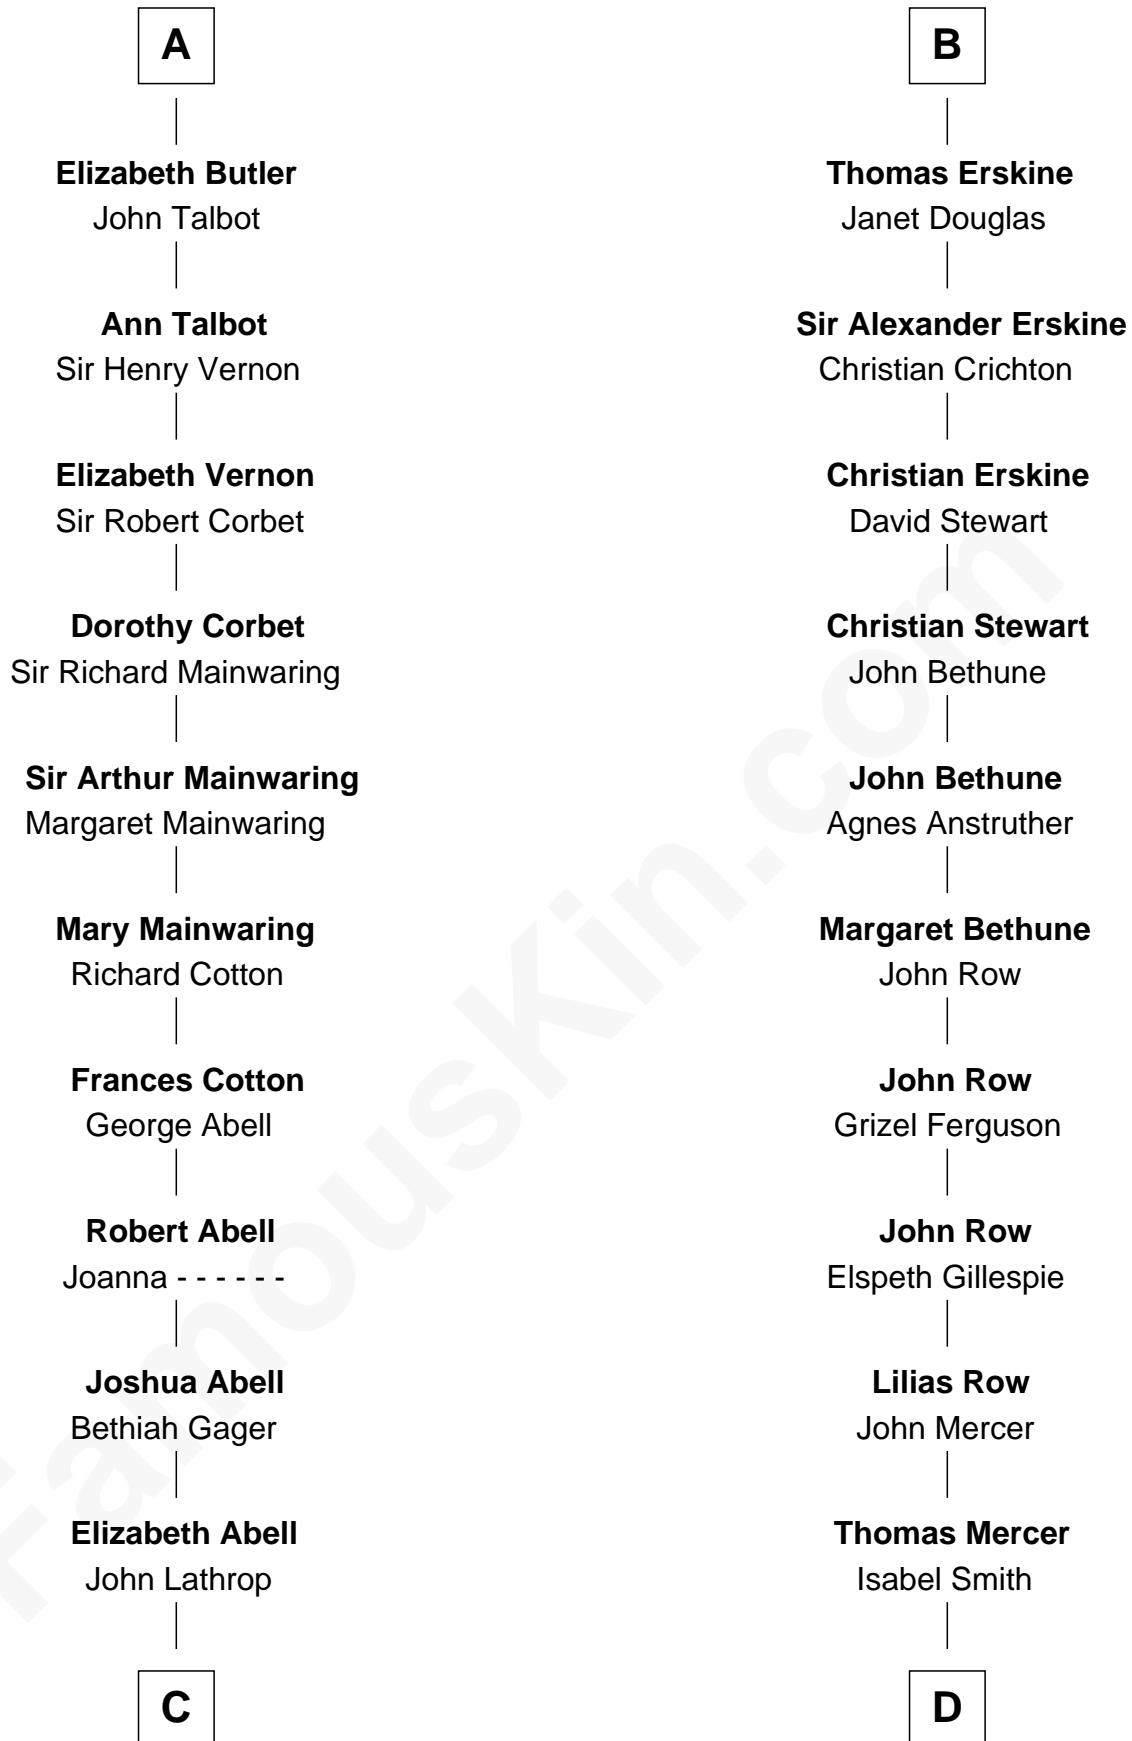 A
Elizabeth Butler
John Talbot
Ann Talbot
Sir Henry Vernon
Elizabeth Vernon
Sir Robert Corbet
Dorothy Corbet
Sir Richard Mainwaring
Sir Arthur Mainwaring
Margaret Mainwaring
Mary Mainwaring
Richard Cotton
Frances Cotton
George Abell
Robert Abell
Joanna - - - - - -
Joshua Abell
Bethiah Gager
Elizabeth Abell
John Lathrop
C
B
Thomas Erskine
Janet Douglas
Sir Alexander Erskine
Christian Crichton
Christian Erskine
David Stewart
Christian Stewart
John Bethune
John Bethune
Agnes Anstruther
Margaret Bethune
John Row
John Row
Grizel Ferguson
John Row
Elspeth Gillespie
Lilias Row
John Mercer
Thomas Mercer
Isabel Smith
D
FamousKin.com